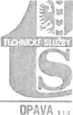 TECHNICKÉ SLUŽBY
OPAVA s.r.o.